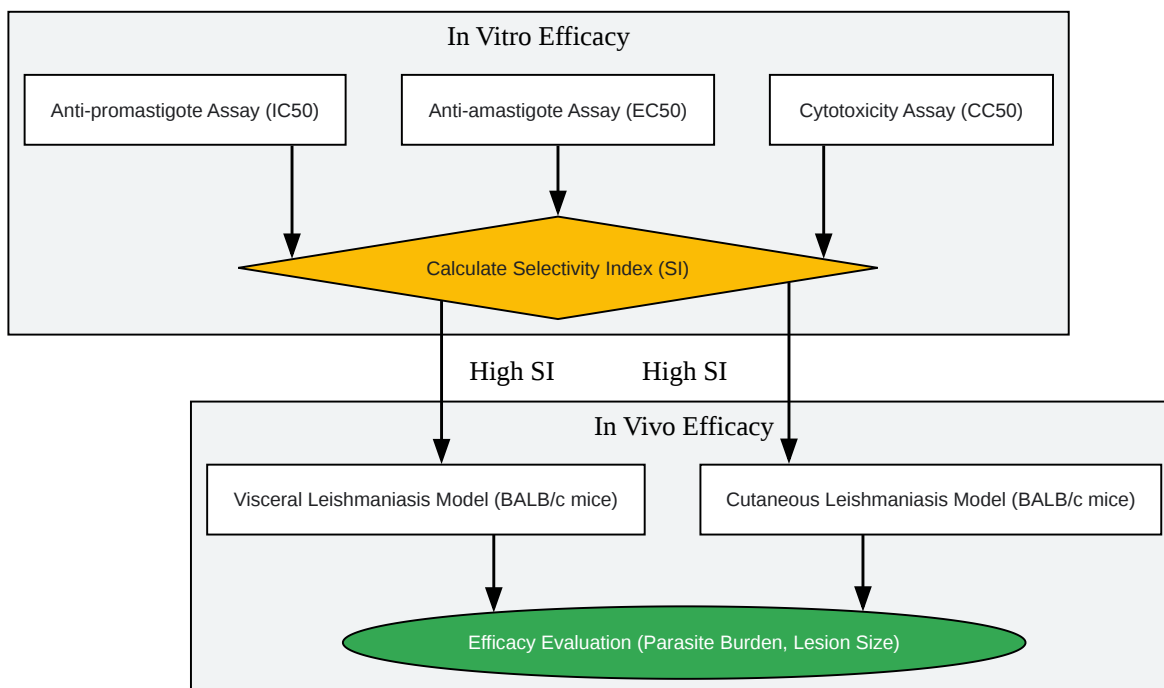 In Vitro Efficacy
Anti-promastigote Assay (IC50)
Anti-amastigote Assay (EC50)
Cytotoxicity Assay (CC50)
Calculate Selectivity Index (SI)
High SI
High SI
In Vivo Efficacy
Visceral Leishmaniasis Model (BALB/c mice)
Cutaneous Leishmaniasis Model (BALB/c mice)
Efficacy Evaluation (Parasite Burden, Lesion Size)